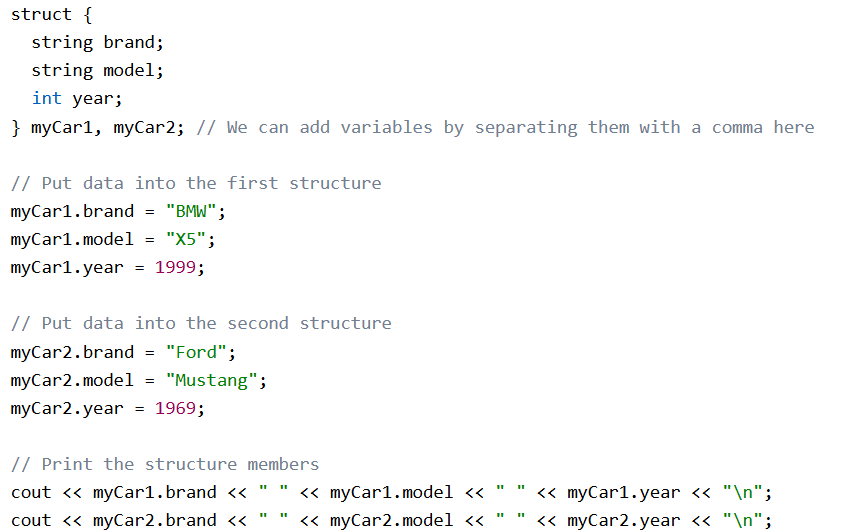 struct {
  string brand;
  string model;
  int year;
} myCar1, myCar2; // We can add variables by separating them with a comma here

// Put data into the first structure
myCar1.brand = "BMW";
myCar1.model = "X5";
myCar1.year = 1999;

// Put data into the second structure
myCar2.brand = "Ford";
myCar2.model = "Mustang";
myCar2.year = 1969;

// Print the structure members
cout << myCar1.brand << " " << myCar1.model << " " << myCar1.year << "\n";
cout << myCar2.brand << " " << myCar2.model << " " << myCar2.year << "\n";